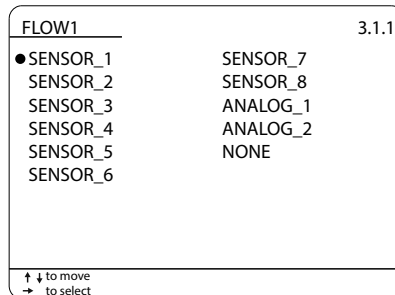 FLOW1 3.1.1
● SENSOR_1
SENSOR_2
SENSOR_3
SENSOR_4
SENSOR_5
SENSOR_6
SENSOR_7
SENSOR_8
ANALOG_1
ANALOG_2
NONE
↑ ↓ to move
→ to select